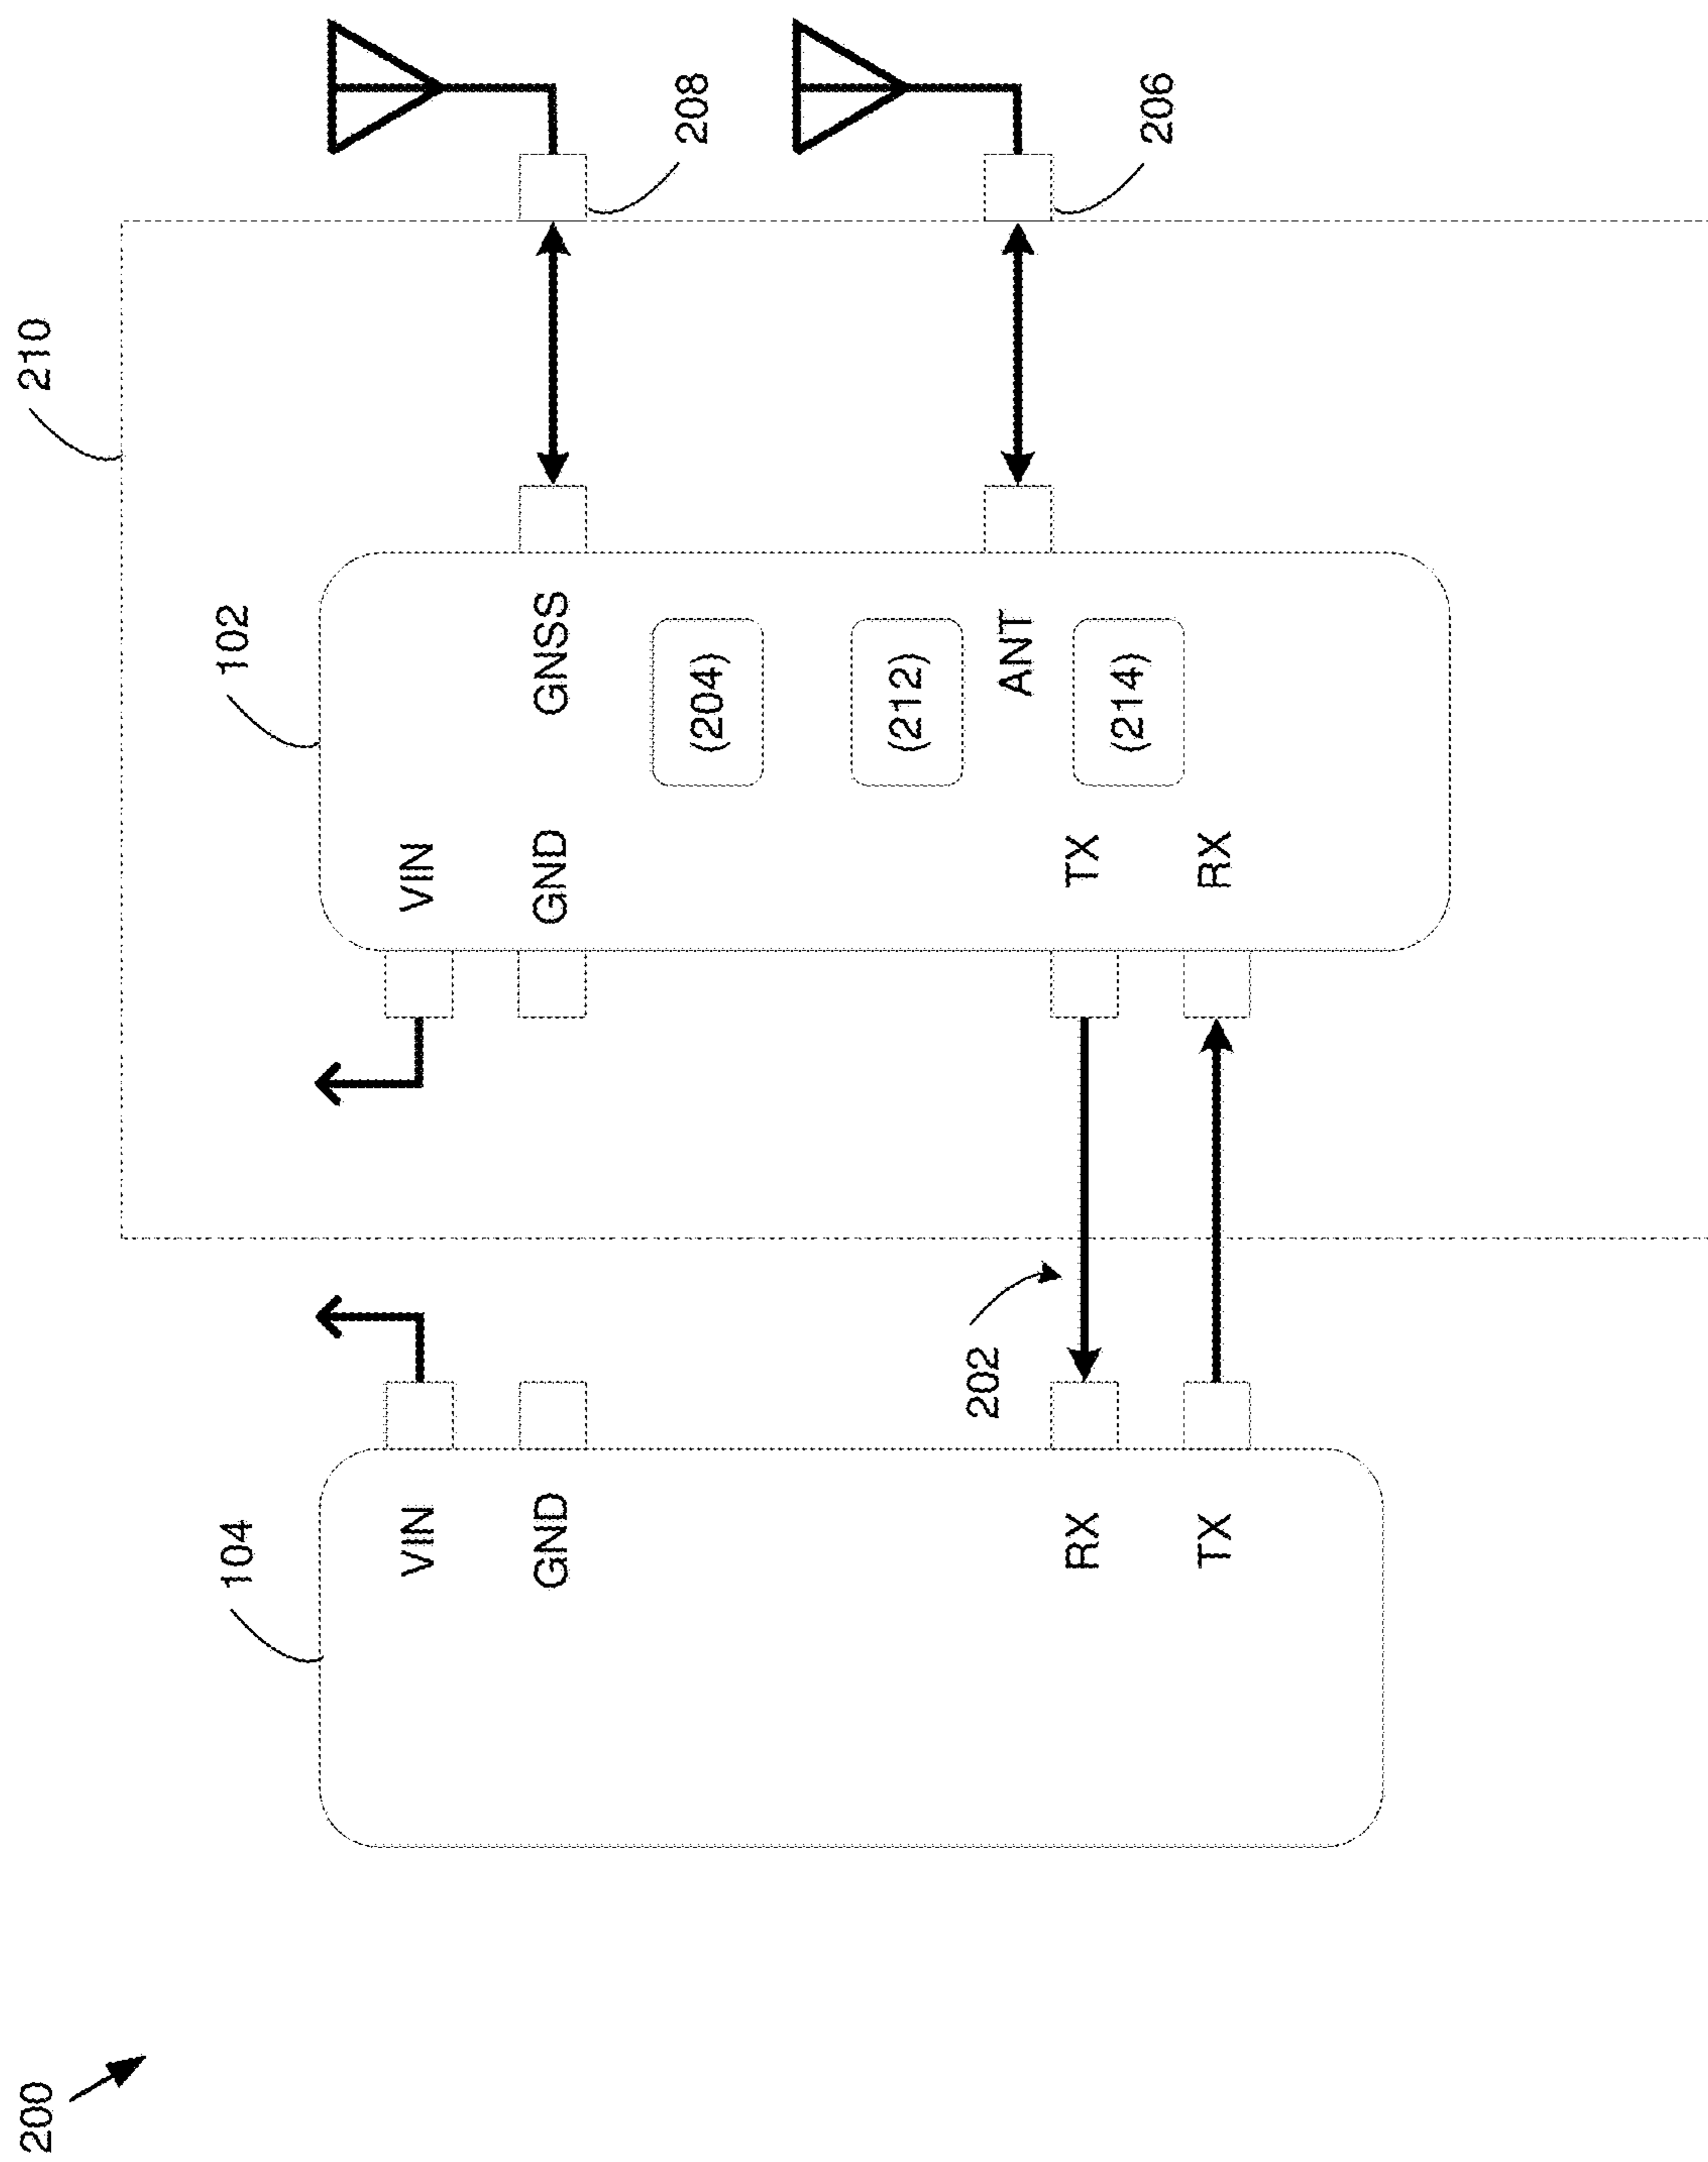 200
210
104
102
VIN
VIN
GND
GND
GNSS
208
(204)
(212)
202
ANT
206
RX
TX
(214)
TX
RX